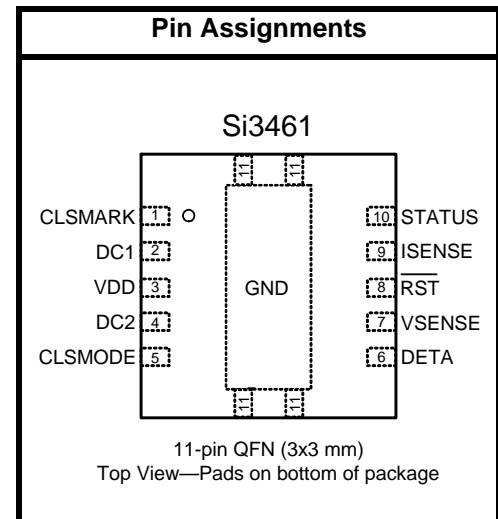 Pin Assignments
Si3461
11 11
CLSMARK 1 10 STATUS
DC1 2 9 ISENSE
VDD 3 GND 8 RST
DC2 4 7 VSENSE
CLSMODE 5 6 DETA
11 11
11-pin QFN (3x3 mm)
Top View—Pads on bottom of package